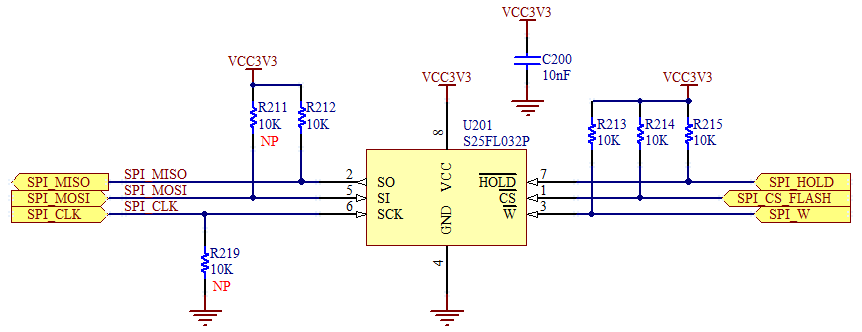 VCC3V3
C200
10nF
VCC3V3
VCC3V3
VCC3V3
R211
10K
NP
R212
10K
U201
S25FL032P
R213
10K
R214
10K
R215
10K
8
VCC
SPI_MISO
SPI_MISO
2
SO
HOLD
7
SPI_HOLD
SPI_MOSI
SPI_MOSI
5
SI
CS
1
SPI_CS_FLASH
SPI_CLK
SPI_CLK
6
SCK
W
3
SPI_W
GND
4
R219
10K
NP